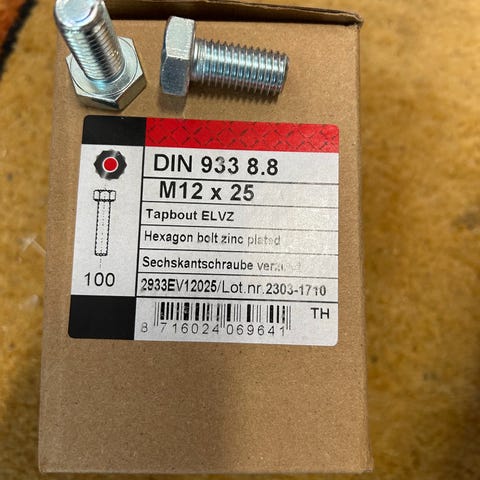 DIN 933 8.8
M12 x 25
Tapbout ELVZ
Hexagon bolt zinc plated
Sechskantschraube
100
2933EV12025/Lot.nr.2303-1710
8 716024 069641
TH